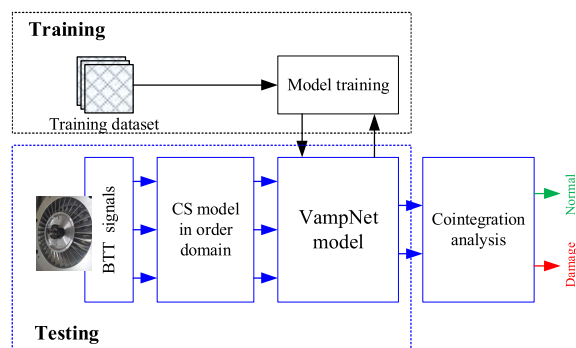 Training
Model training
Training dataset
BTT signals
CS model
in order
domain
VampNet
model
Cointegration
analysis
Normal
Damage
Testing